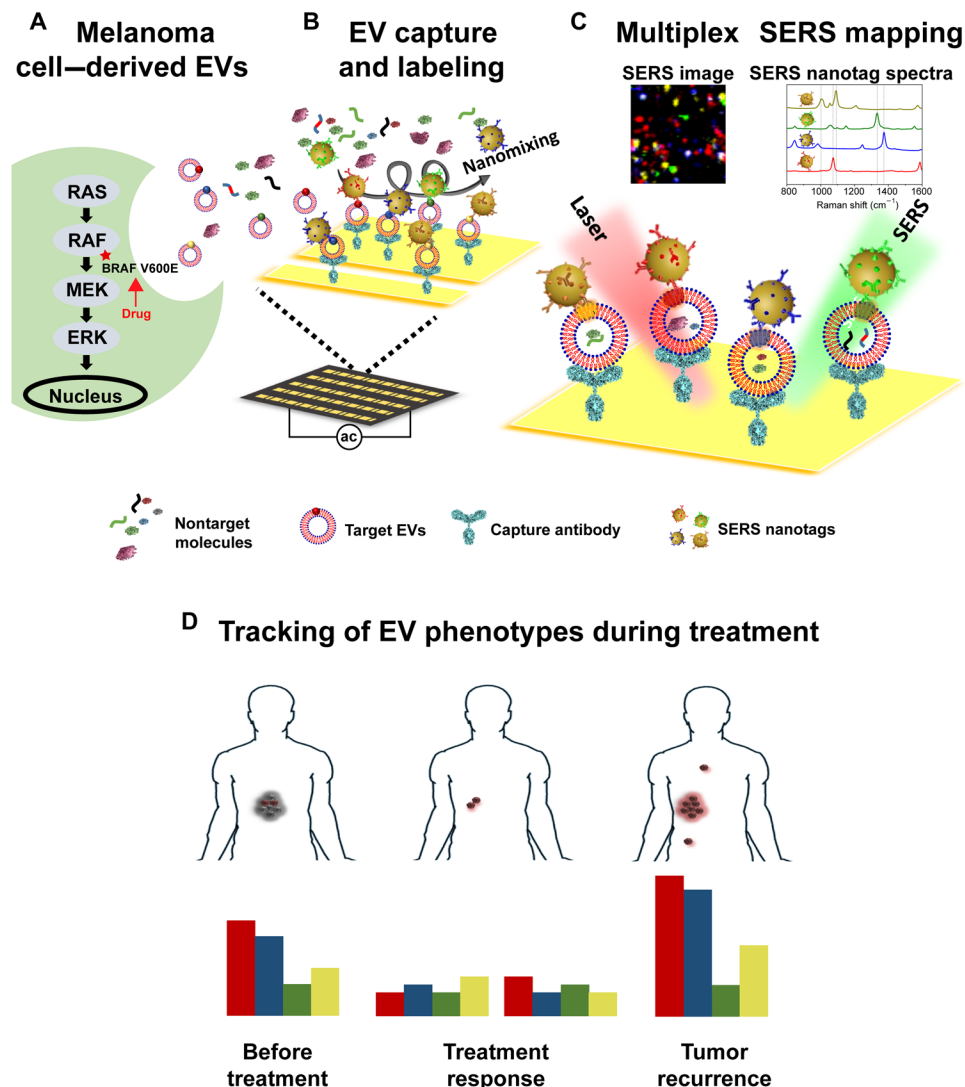 A
Melanoma
cell—derived EVs
RAS
RAF
BRAF V600E
MEK
Drug
ERK
Nucleus
B
EV capture
and labeling
Nanomixing
ac
C
Multiplex SERS mapping
SERS image
SERS nanotag spectra
800 1000 1200 1400 1600
Raman shift (cm⁻¹)
Laser
SERS
Nontarget
molecules
Target EVs
Capture antibody
SERS nanotags
D
Tracking of EV phenotypes during treatment
Before
treatment
Treatment
response
Tumor
recurrence